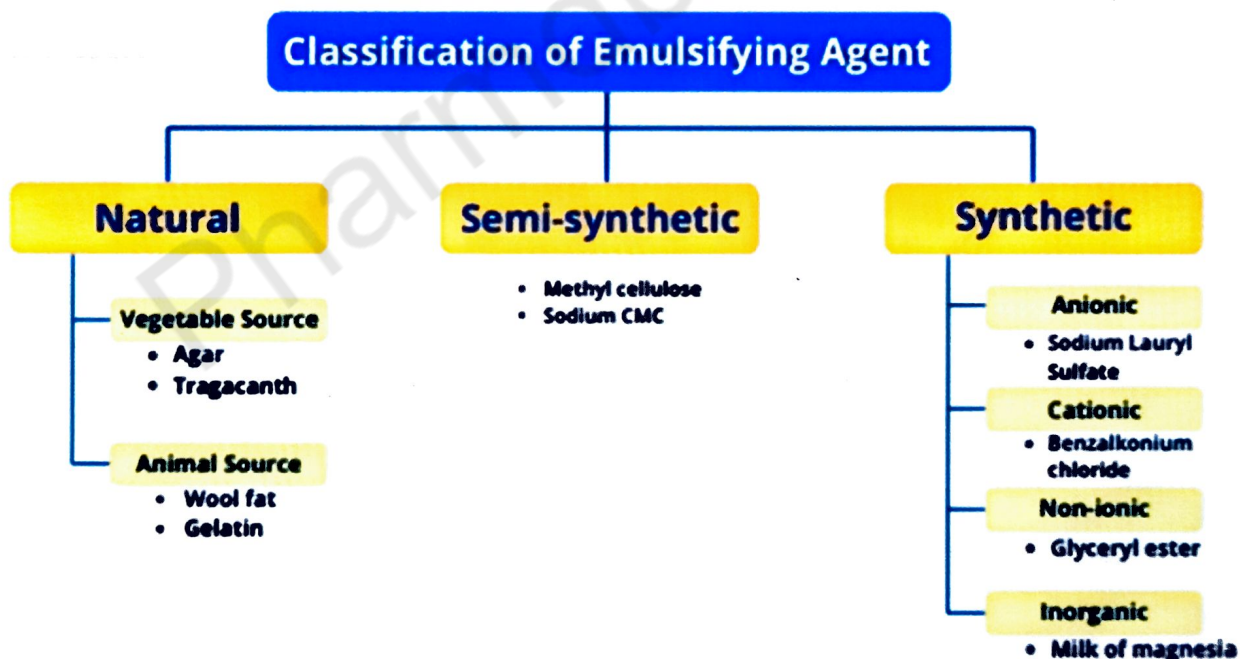 Classification of Emulsifying Agent
Natural
Vegetable Source
• Agar
• Tragacanth
Animal Source
• Wool fat
• Gelatin
Semi-synthetic
• Methyl cellulose
• Sodium CMC
Synthetic
Anionic
• Sodium Lauryl
Sulfate
Cationic
• Benzalkonium
chloride
Non-ionic
• Glyceryl ester
Inorganic
• Milk of magnesia